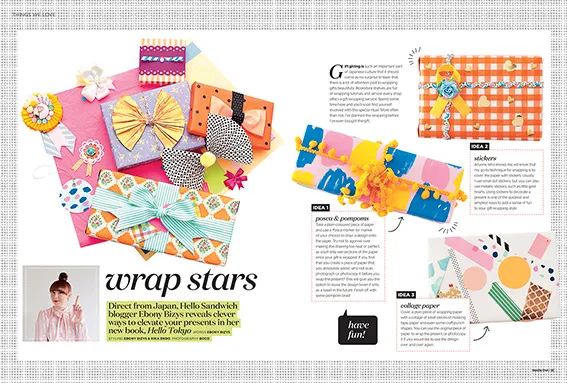 THINGS WE LOVE
Gift giving is such an important part
of Japanese culture that it should
come as no surprise to learn that
there is a lot of attention paid to wrapping
gifts beautifully. Bookstore shelves are full
of wrapping tutorials and almost every shop
offers a gift-wrapping service. Spend some
time here and you'll soon find yourself
involved with this special ritual. More often
than not, I've planned the wrapping before
I've even bought the gift!
IDEA 1
posca & pompoms
Take a plain-coloured piece of paper
and use a Posca marker (or marker
of your choice) to draw a design onto
the paper. Try not to agonise over
making the drawing too neat or perfect
once your gift is wrapped. If you find
that you create a piece of paper that
you absolutely adore, why not scan,
photograph or photocopy it before you
wrap the present? This will give you the
option to reuse the design (even if only
as a base) in the future. Finish off with
some pompom braid!
IDEA 2
stickers
Anyone who knows me will know that
my go-to technique for wrapping is to
cover the paper with stickers. Usually
I use small dot stickers, but you can also
use metallic stickers, such as little gold
hearts. Using stickers to decorate a
present is one of the quickest and
simplest ways to add a sense of fun
to your gift-wrapping style.
IDEA 3
collage paper
Cover a plain piece of wrapping paper
with a collage of small pieces of masking
tape, paper and even some craft punch
shapes. You can use the original piece of
paper to wrap the present or photocopy
it if you would like to use the design
over and over again.
have
fun!
wrap stars
Direct from Japan, Hello Sandwich
blogger Ebony Bizys reveals clever
ways to elevate your presents in her
new book, Hello Tokyo WORDS EBONY BIZYS
STYLING EBONY BIZYS & HIKA ENDO PHOTOGRAPHY BOCO